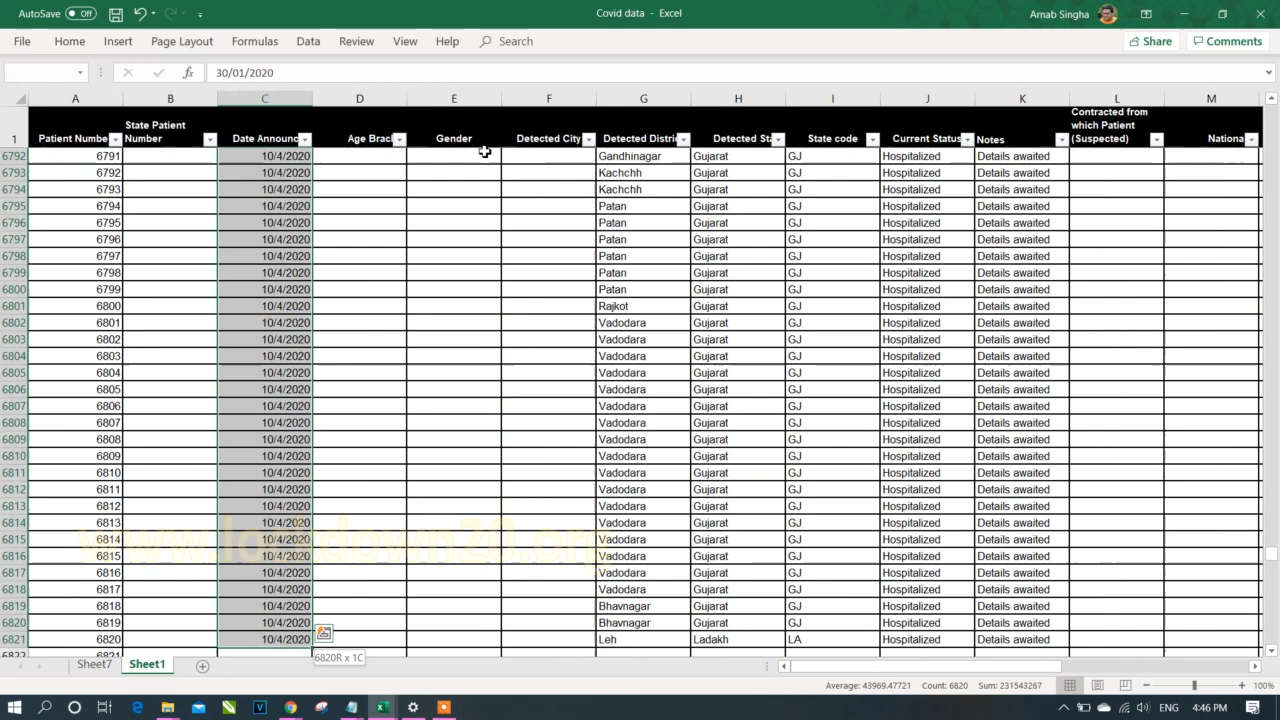 AutoSave Off Covid data - Excel Arnab Singha
File Home Insert Page Layout Formulas Data Review View Help Search Share Comments
fx 30/01/2020
A B C D E F G H I J K L M
1 Patient Numbe State Patient Number Date Announc Age Brack Gender Detected City Detected Distric Detected Sta State code Current Status Notes Contracted from which Patient (Suspected) Nationa
6792 6791 10/4/2020 Gandhinagar Gujarat GJ Hospitalized Details awaited
6793 6792 10/4/2020 Kachchh Gujarat GJ Hospitalized Details awaited
6794 6793 10/4/2020 Kachchh Gujarat GJ Hospitalized Details awaited
6795 6794 10/4/2020 Patan Gujarat GJ Hospitalized Details awaited
6796 6795 10/4/2020 Patan Gujarat GJ Hospitalized Details awaited
6797 6796 10/4/2020 Patan Gujarat GJ Hospitalized Details awaited
6798 6797 10/4/2020 Patan Gujarat GJ Hospitalized Details awaited
6799 6798 10/4/2020 Patan Gujarat GJ Hospitalized Details awaited
6800 6799 10/4/2020 Patan Gujarat GJ Hospitalized Details awaited
6801 6800 10/4/2020 Rajkot Gujarat GJ Hospitalized Details awaited
6802 6801 10/4/2020 Vadodara Gujarat GJ Hospitalized Details awaited
6803 6802 10/4/2020 Vadodara Gujarat GJ Hospitalized Details awaited
6804 6803 10/4/2020 Vadodara Gujarat GJ Hospitalized Details awaited
6805 6804 10/4/2020 Vadodara Gujarat GJ Hospitalized Details awaited
6806 6805 10/4/2020 Vadodara Gujarat GJ Hospitalized Details awaited
6807 6806 10/4/2020 Vadodara Gujarat GJ Hospitalized Details awaited
6808 6807 10/4/2020 Vadodara Gujarat GJ Hospitalized Details awaited
6809 6808 10/4/2020 Vadodara Gujarat GJ Hospitalized Details awaited
6810 6809 10/4/2020 Vadodara Gujarat GJ Hospitalized Details awaited
6811 6810 10/4/2020 Vadodara Gujarat GJ Hospitalized Details awaited
6812 6811 10/4/2020 Vadodara Gujarat GJ Hospitalized Details awaited
6813 6812 10/4/2020 Vadodara Gujarat GJ Hospitalized Details awaited
6814 6813 10/4/2020 Vadodara Gujarat GJ Hospitalized Details awaited
6815 6814 10/4/2020 Vadodara Gujarat GJ Hospitalized Details awaited
www.lockdown20.org
6816 6815 10/4/2020 Vadodara Gujarat GJ Hospitalized Details awaited
6817 6816 10/4/2020 Vadodara Gujarat GJ Hospitalized Details awaited
6818 6817 10/4/2020 Vadodara Gujarat GJ Hospitalized Details awaited
6819 6818 10/4/2020 Bhavnagar Gujarat GJ Hospitalized Details awaited
6820 6819 10/4/2020 Bhavnagar Gujarat GJ Hospitalized Details awaited
6821 6820 10/4/2020 Leh Ladakh LA Hospitalized Details awaited
6822 6821
6820R x 1C
Sheet7 Sheet1
Average: 43969.47721 Count: 6820 Sum: 231543267 100%
ENG 4:46 PM